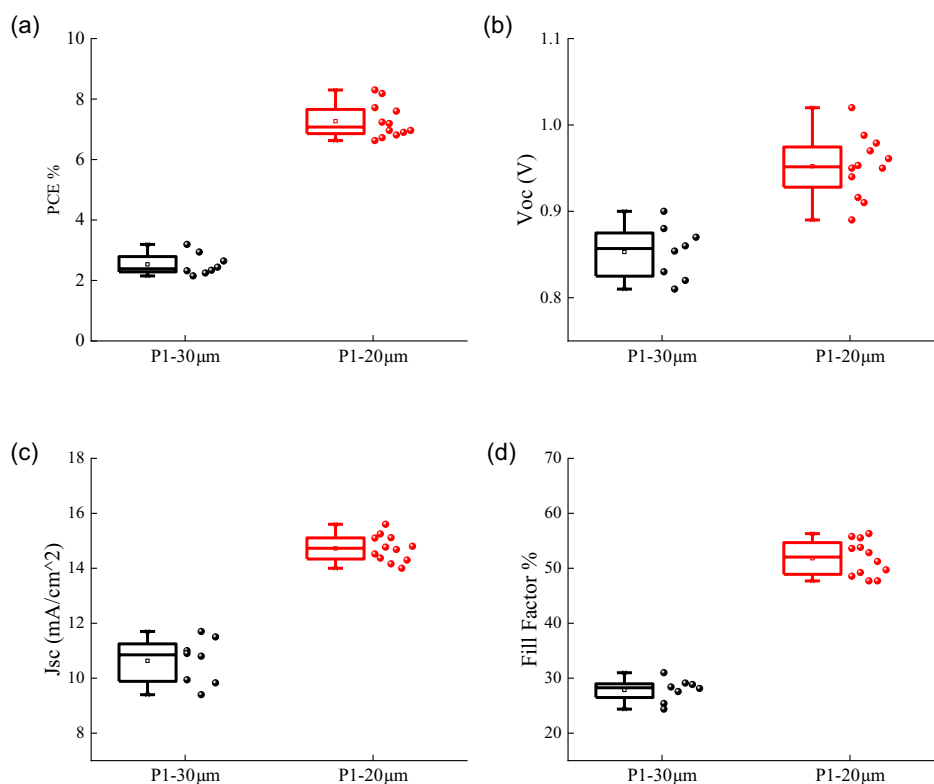 (a)
10
8
6
4
2
0
PCE %
P1-30μm
P1-20μm
(b)
1.1
1.0
0.9
0.8
Voc (V)
P1-30μm
P1-20μm
(c)
18
16
14
12
10
8
Jsc (mA/cm^2)
P1-30μm
P1-20μm
(d)
70
60
50
40
30
20
Fill Factor %
P1-30μm
P1-20μm